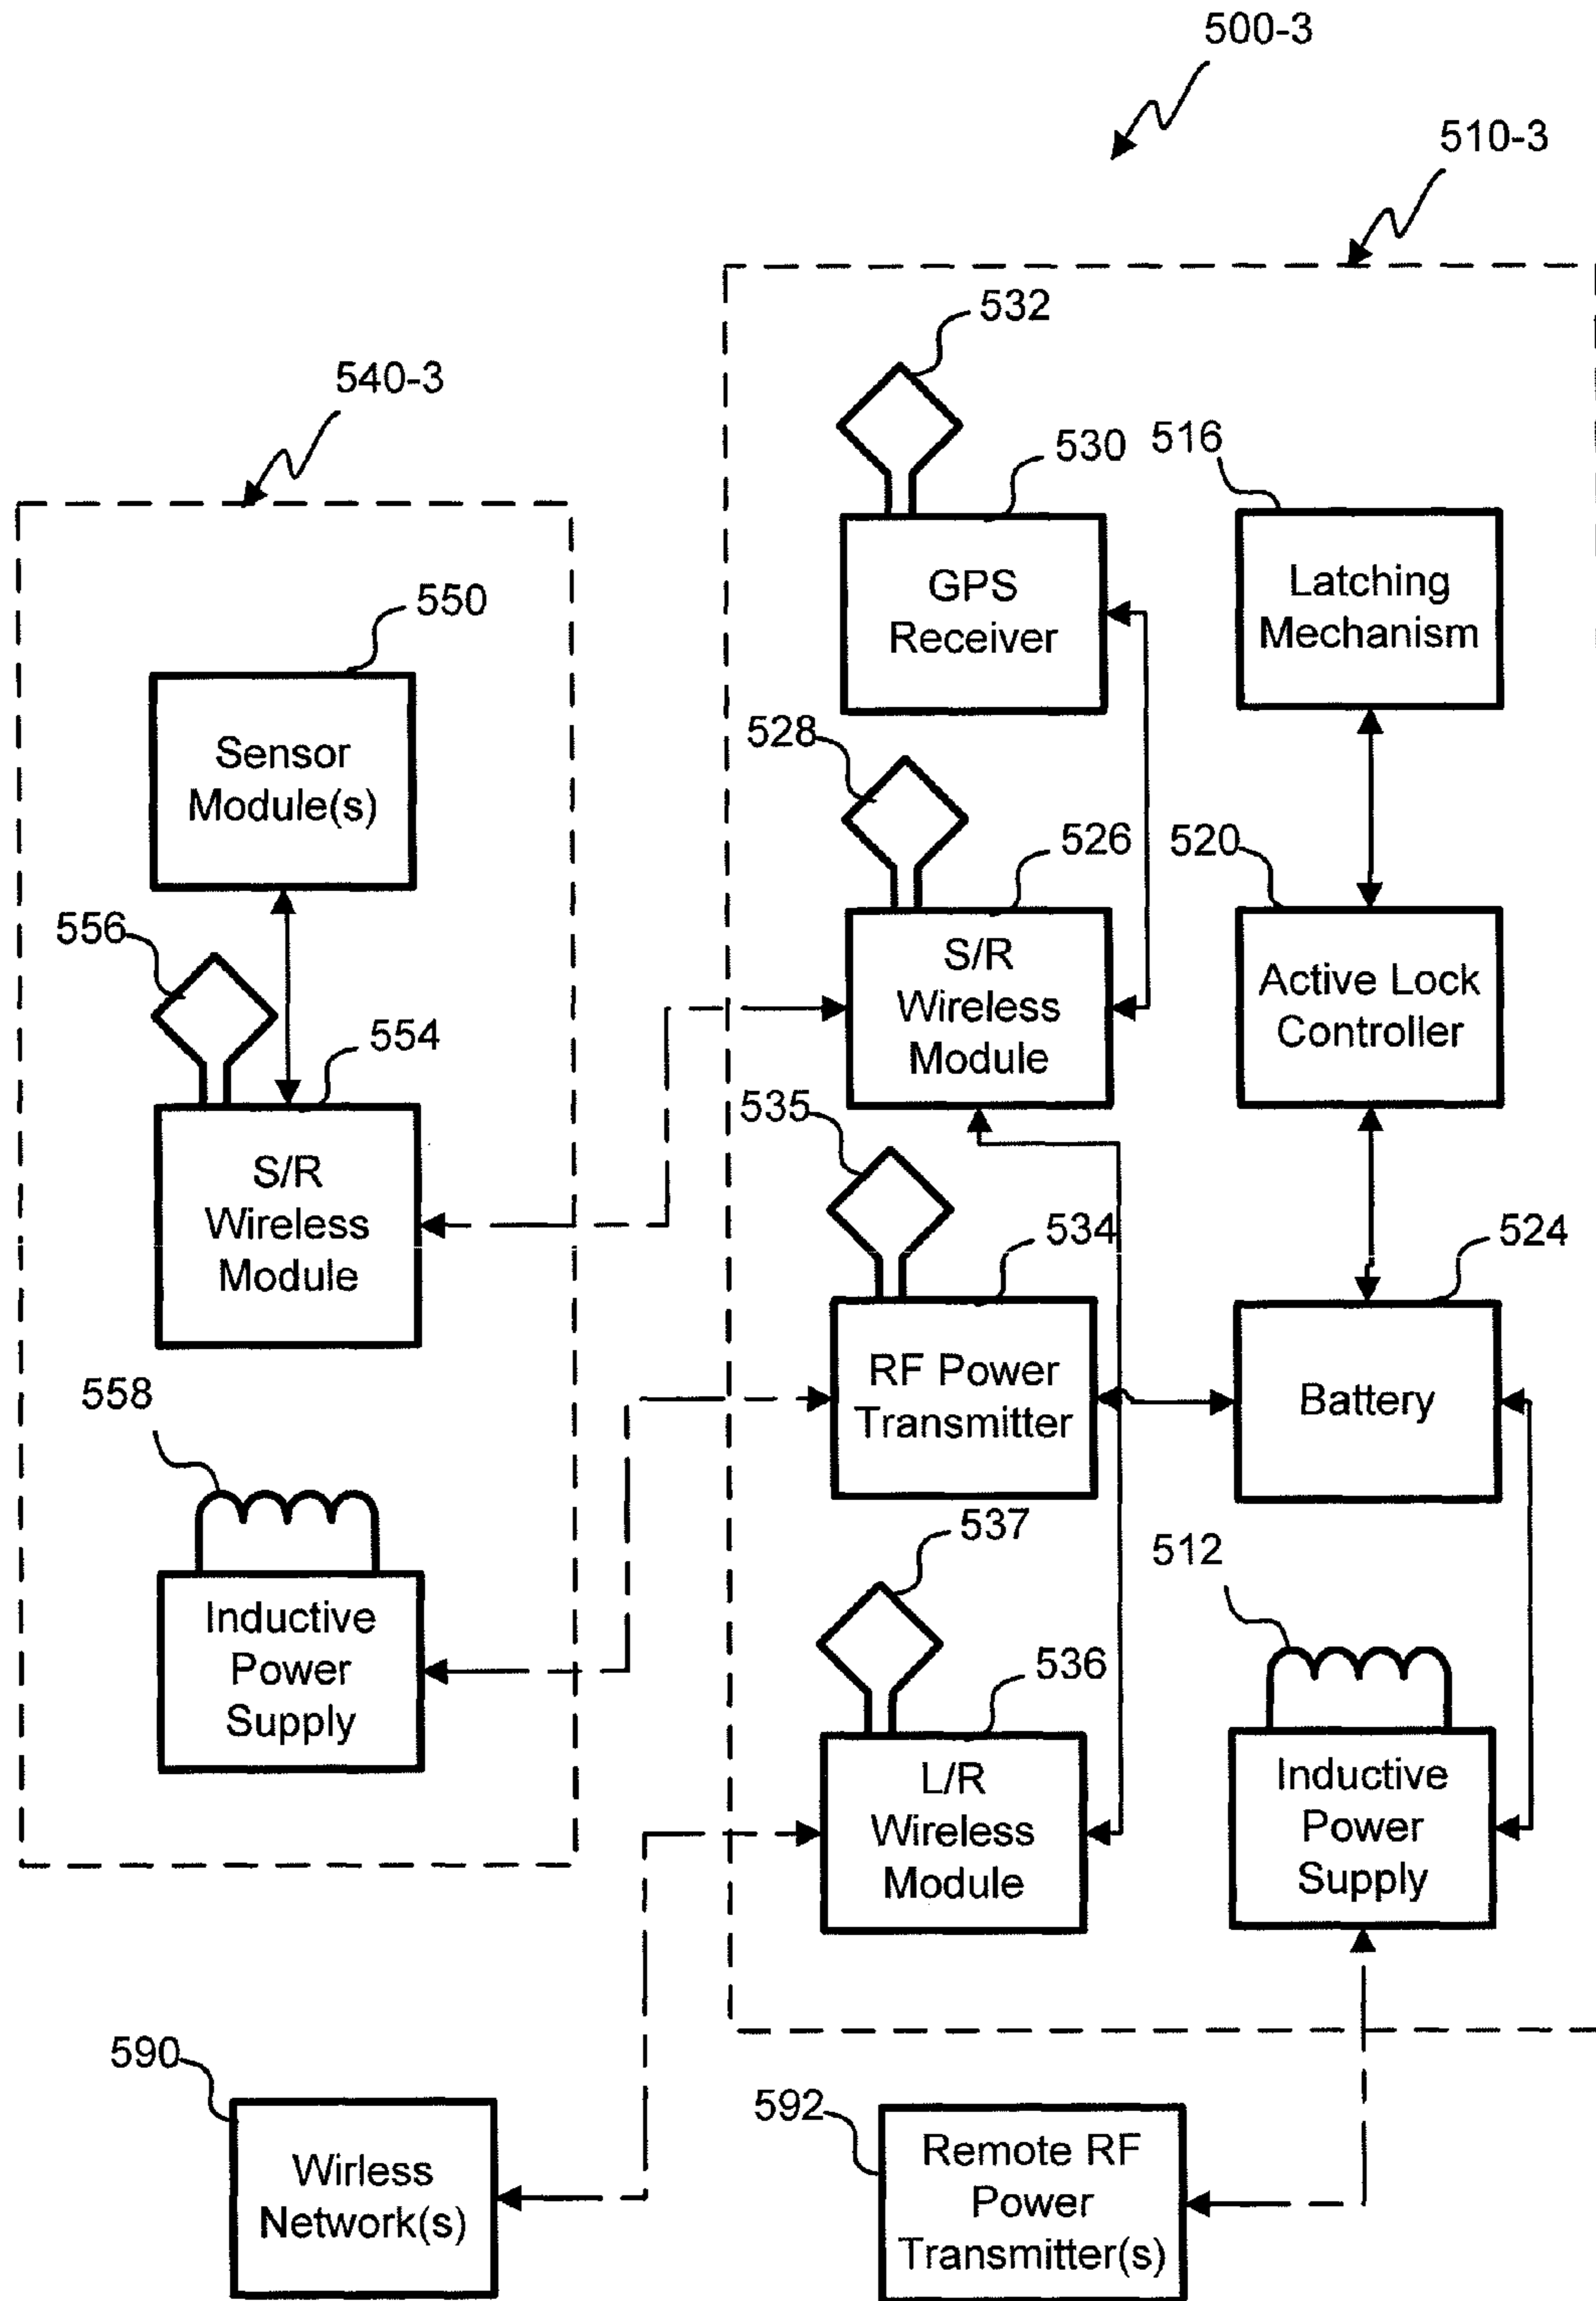 500-3
510-3
532
540-3
530
516
GPS
Receiver
Latching
Mechanism
550
528
Sensor
Module(s)
526
520
556
S/R
Wireless
Module
Active Lock
Controller
554
535
S/R
Wireless
Module
534
524
558
RF Power
Transmitter
Battery
537
512
Inductive
Power
Supply
536
L/R
Wireless
Module
Inductive
Power
Supply
590
592
Wirless
Network(s)
Remote RF
Power
Transmitter(s)